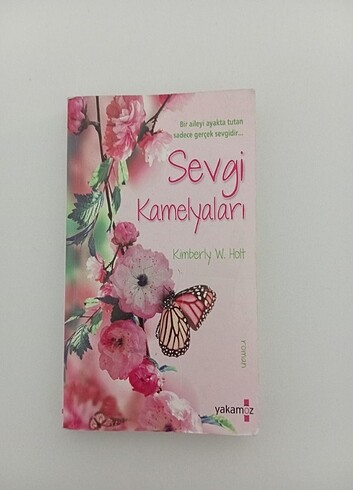 Bir aileyi ayakta tutan
sadece gerçek sevgidir...
Sevgi
Kamelyaları
Kimberly W. Holt
roman
yakamoz